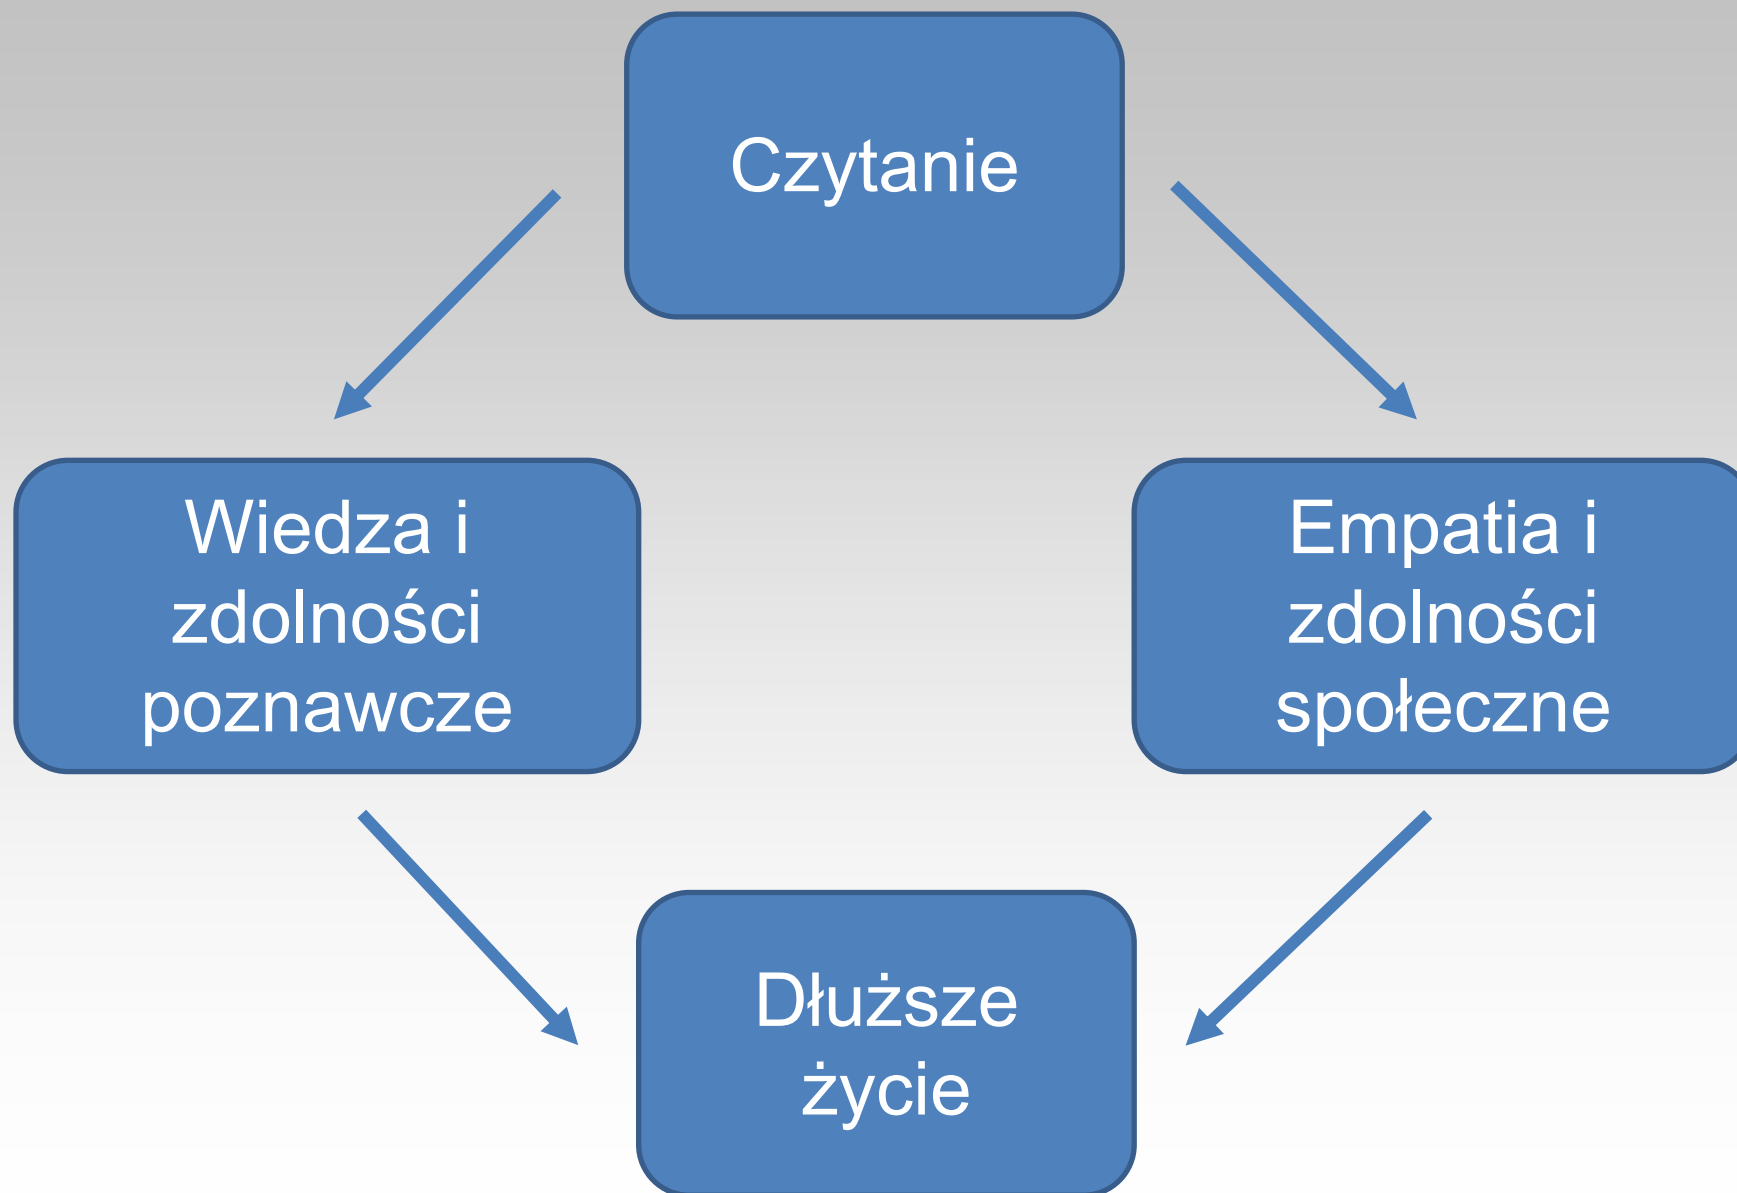 Czytanie
Wiedza i
zdolności
poznawcze
Empatia i
zdolności
społeczne
Dłuższe
życie